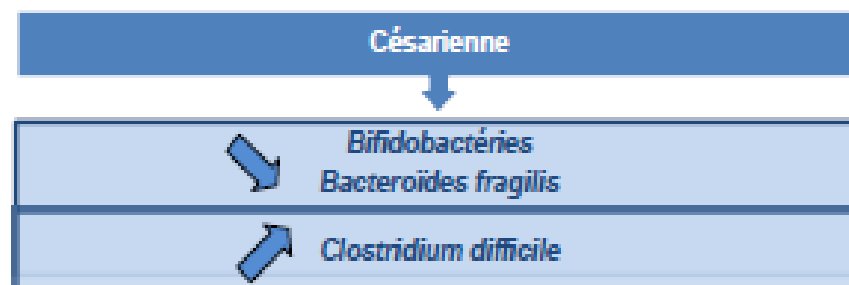 Césarienne
Bifidobactéries
Bacteroïdes fragilis
Clostridium difficile